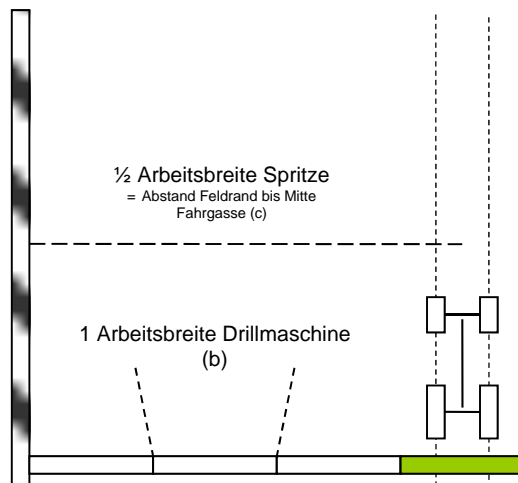 ½ Arbeitsbreite Spritze
= Abstand Feldrand bis Mitte
Fahrgasse (c)
1 Arbeitsbreite Drillmaschine
(b)